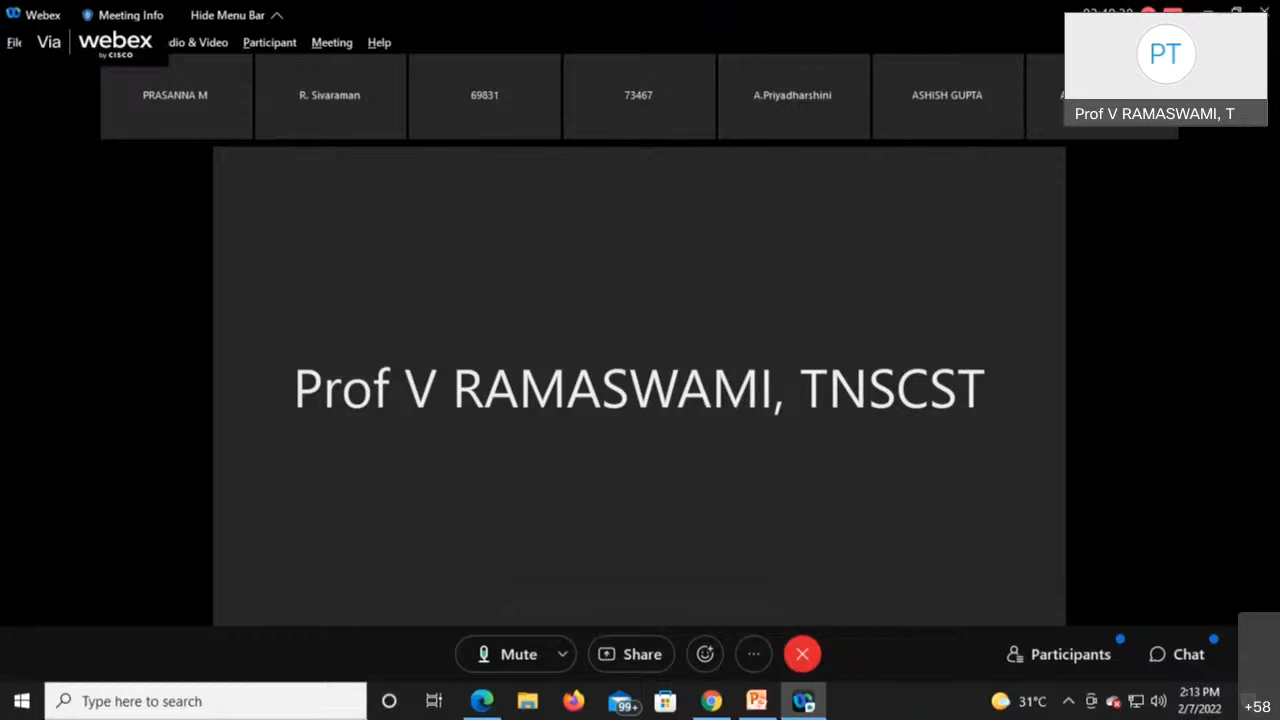 Webex Meeting Info Hide Menu Bar
Via webex dio & Video Participant Meeting Help
by CISCO
PT
Prof V RAMASWAMI, T
PRASANNA M R. Sivaraman 69831 73467 A.Priyadharshini ASHISH GUPTA
Prof V RAMASWAMI, TNSCST
Mute Share Participants Chat
Type here to search 99+ 31°C 2:13 PM
2/7/2022
+58